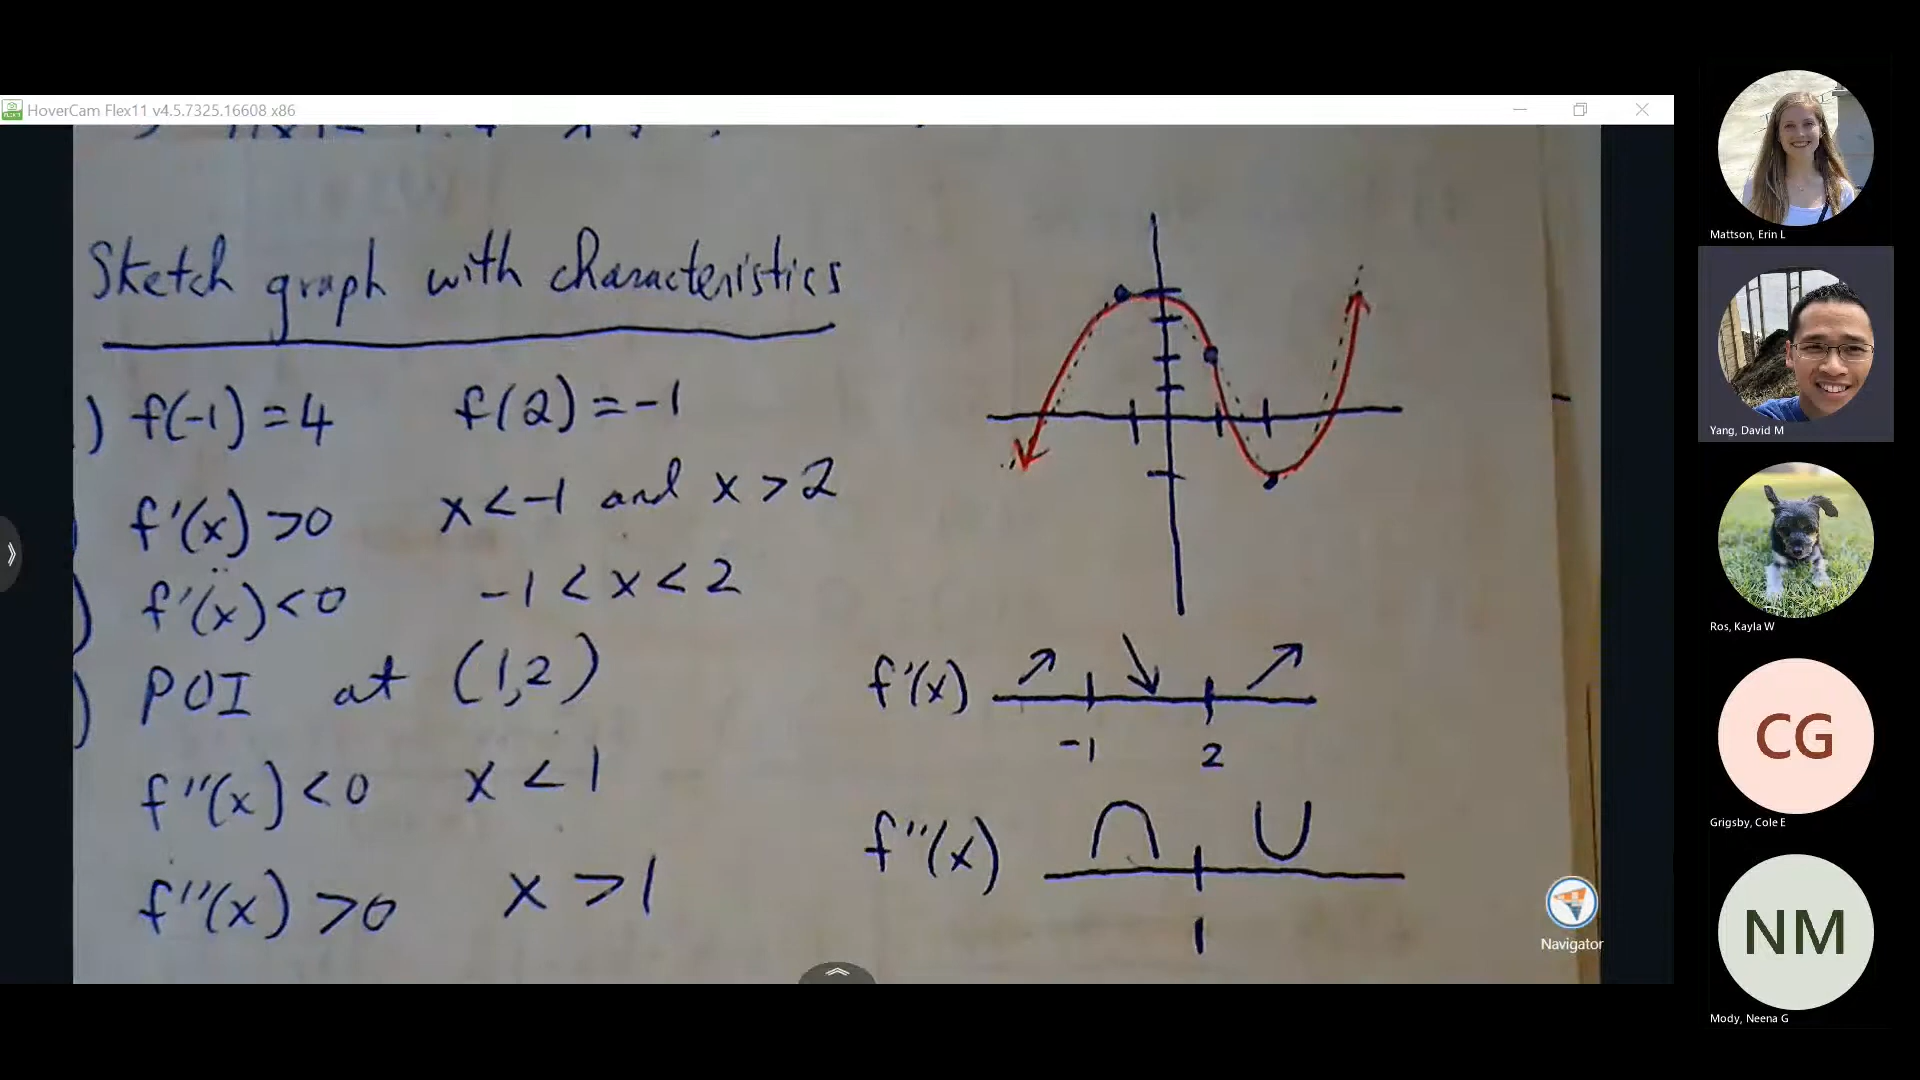 HoverCam Flex11 v4.5.7325.16608 x86
Sketch graph with characteristics
) f(-1) = 4 f(2) = -1
f'(x) > 0 x < -1 and x > 2
) f'(x) < 0 -1 < x < 2
) POI at (1,2)
f''(x) < 0 x < 1
f''(x) > 0 x > 1
f'(x)
-1 2
f''(x)
1
Navigator
Mattson, Erin L
Yang, David M
Ros, Kayla W
CG
Grigsby, Cole E
NM
Mody, Neena G